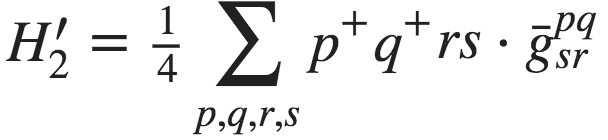 H′₂ = ¼ ∑_{p,q,r,s} p⁺q⁺rs · ḡ^{pq}_{sr}